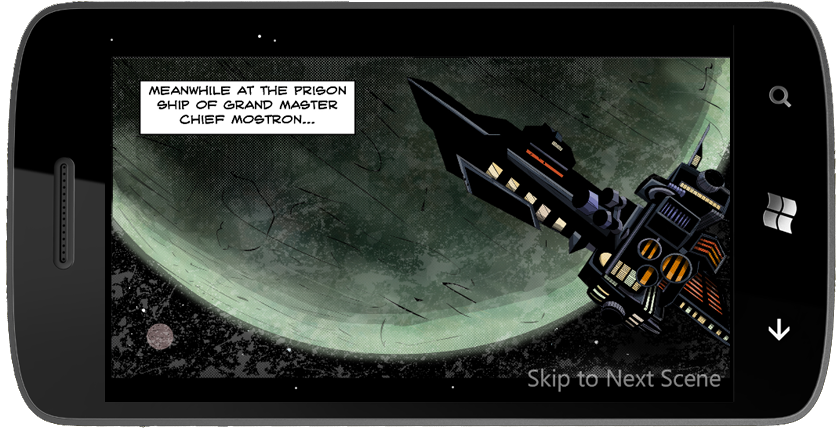 MEANWHILE AT THE PRISON
SHIP OF GRAND MASTER
CHIEF MOSTRON...
Skip to Next Scene